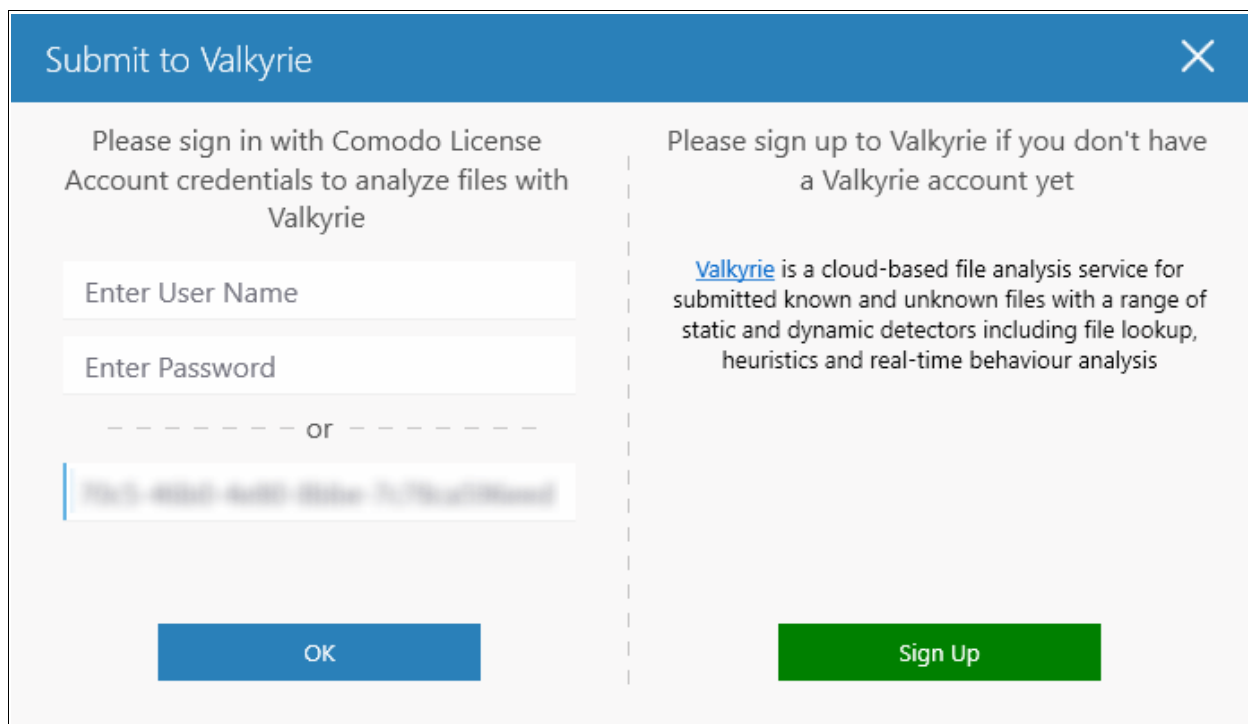 Submit to Valkyrie
Please sign in with Comodo License
Account credentials to analyze files with
Valkyrie
Enter User Name
Enter Password
or
OK
Please sign up to Valkyrie if you don't have
a Valkyrie account yet
Valkyrie is a cloud-based file analysis service for
submitted known and unknown files with a range of
static and dynamic detectors including file lookup,
heuristics and real-time behaviour analysis
Sign Up